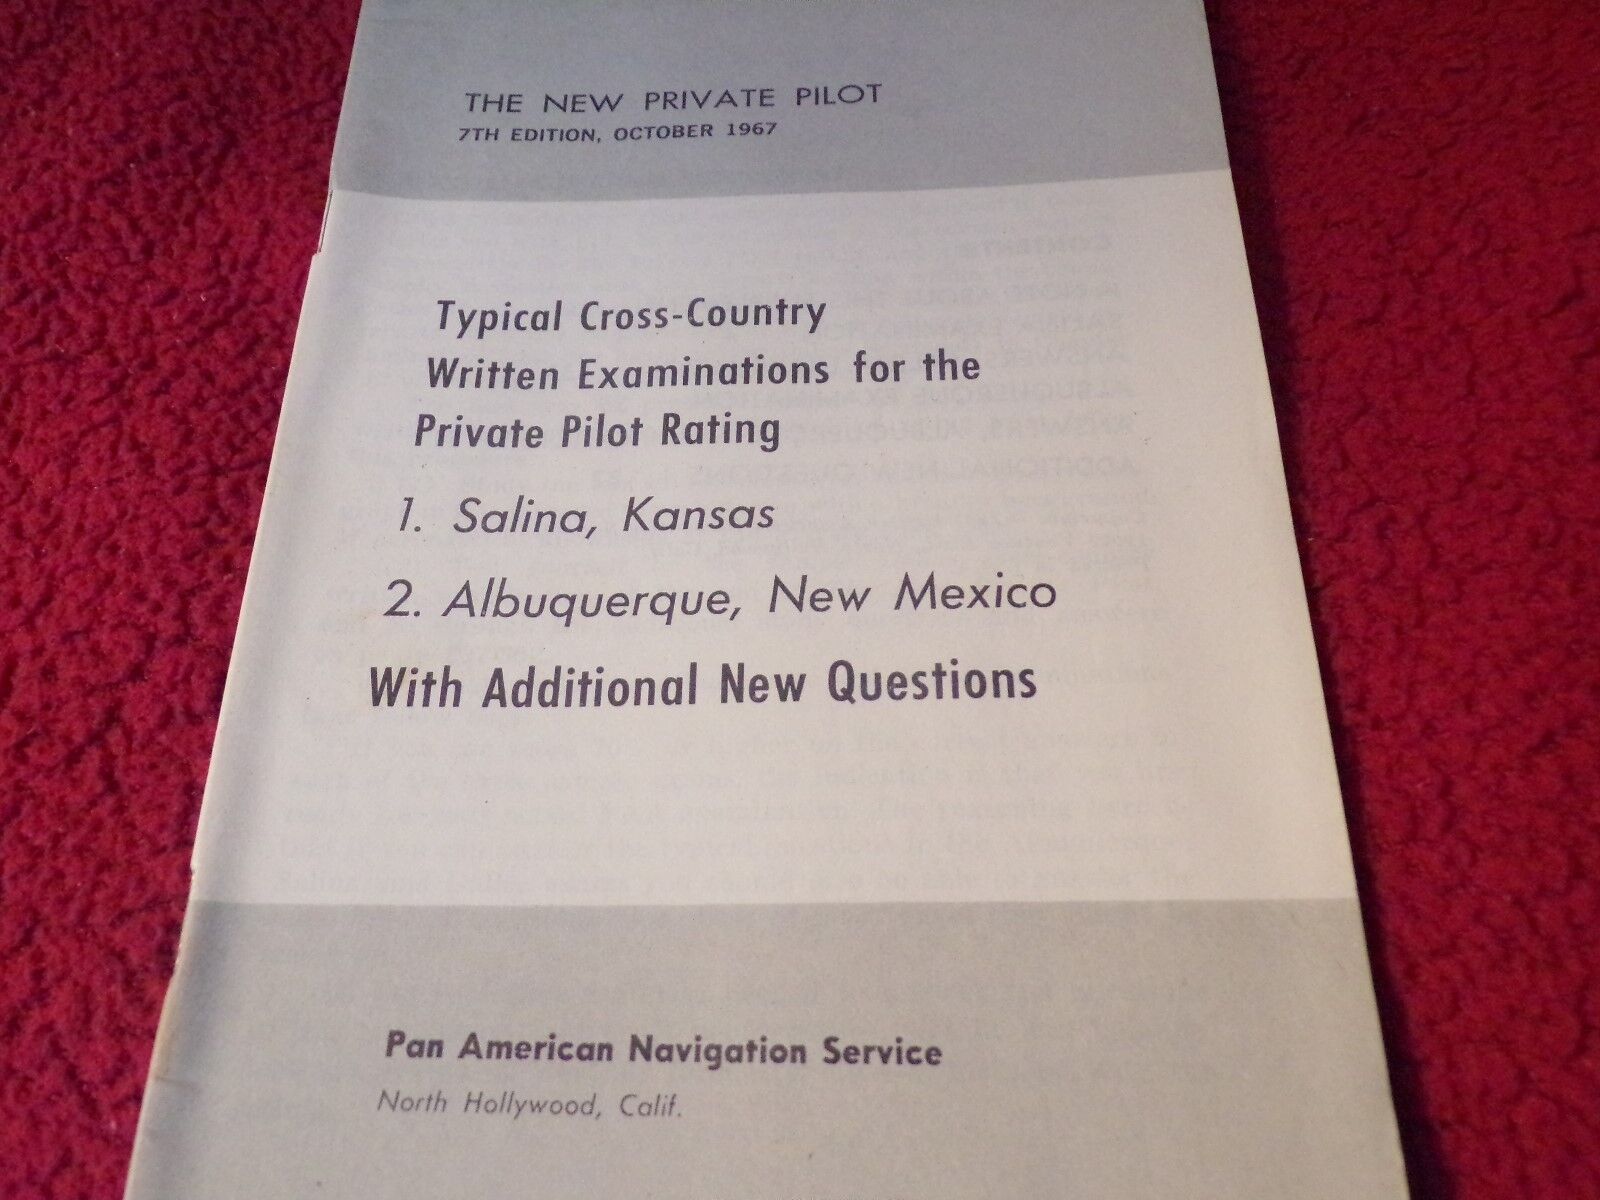 THE NEW PRIVATE PILOT
7TH EDITION, OCTOBER 1967
Typical Cross-Country
Written Examinations for the
Private Pilot Rating
1. Salina, Kansas
2. Albuquerque, New Mexico
With Additional New Questions
Pan American Navigation Service
North Hollywood, Calif.